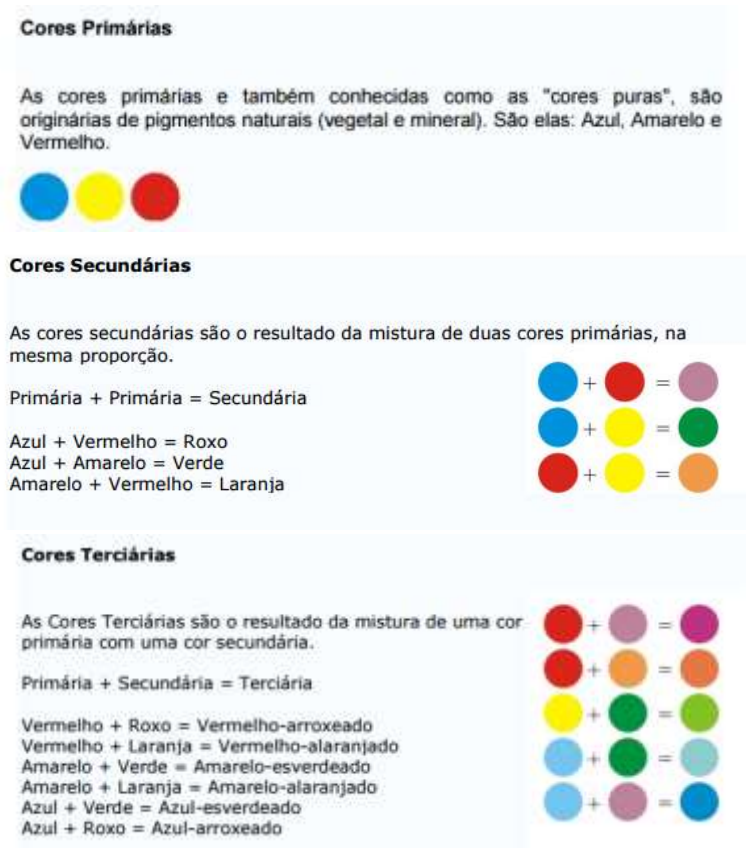 Cores Primárias
As cores primárias e também conhecidas como as "cores puras", são
originárias de pigmentos naturais (vegetal e mineral). São elas: Azul, Amarelo e
Vermelho.
Cores Secundárias
As cores secundárias são o resultado da mistura de duas cores primárias, na
mesma proporção.
Primária + Primária = Secundária
Azul + Vermelho = Roxo
Azul + Amarelo = Verde
Amarelo + Vermelho = Laranja
+ =
+ =
+ =
Cores Terciárias
As Cores Terciárias são o resultado da mistura de uma cor
primária com uma cor secundária.
Primária + Secundária = Terciária
Vermelho + Roxo = Vermelho-arroxeado
Vermelho + Laranja = Vermelho-alaranjado
Amarelo + Verde = Amarelo-esverdeado
Amarelo + Laranja = Amarelo-alaranjado
Azul + Verde = Azul-esverdeado
Azul + Roxo = Azul-arroxeado
+ =
+ =
+ =
+ =
+ =